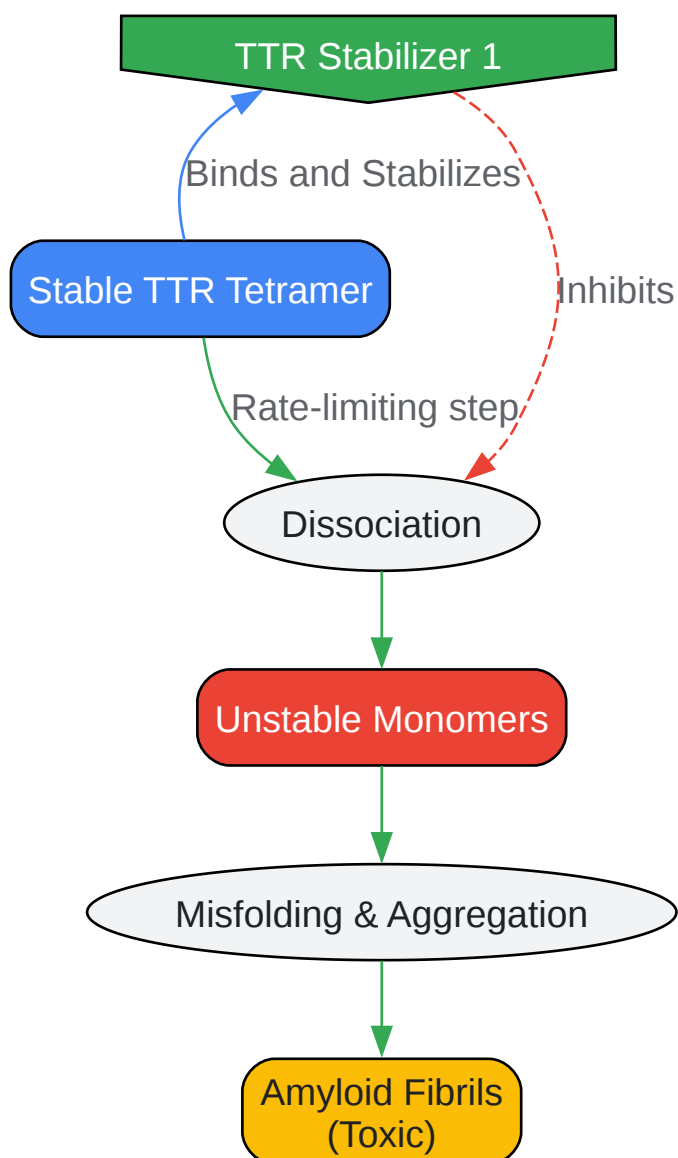 TTR Stabilizer 1
Binds and Stabilizes
Stable TTR Tetramer
Inhibits
Rate-limiting step
Dissociation
Unstable Monomers
Misfolding & Aggregation
Amyloid Fibrils
(Toxic)